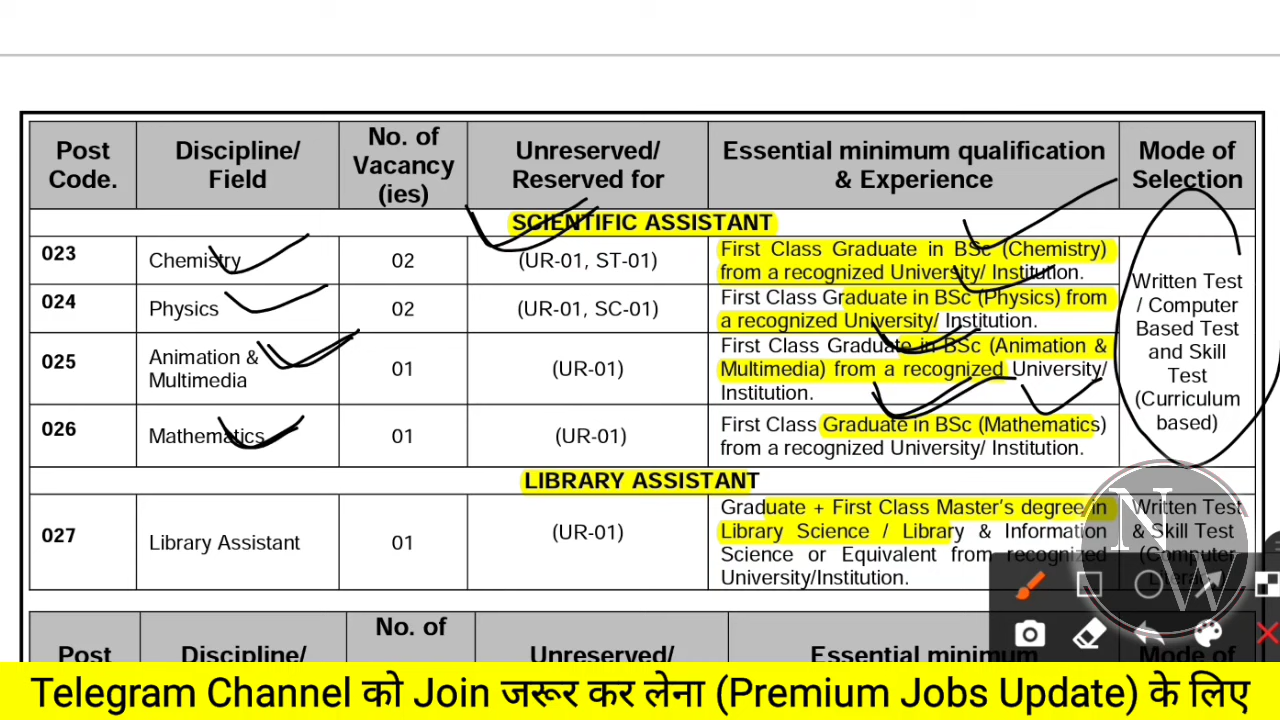 Post Code. Discipline/ Field No. of Vacancy (ies) Unreserved/ Reserved for Essential minimum qualification & Experience Mode of Selection
SCIENTIFIC ASSISTANT
023 Chemistry 02 (UR-01, ST-01) First Class Graduate in BSc (Chemistry) from a recognized University/ Institution.
024 Physics 02 (UR-01, SC-01) First Class Graduate in BSc (Physics) from a recognized University/ Institution.
025 Animation & Multimedia 01 (UR-01) First Class Graduate in BSc (Animation & Multimedia) from a recognized University/ Institution.
026 Mathematics 01 (UR-01) First Class Graduate in BSc (Mathematics) from a recognized University/ Institution.
Written Test / Computer Based Test and Skill Test (Curriculum based)
LIBRARY ASSISTANT
027 Library Assistant 01 (UR-01) Graduate + First Class Master's degree in Library Science / Library & Information Science or Equivalent from recognized University/Institution. Written Test & Skill Test (Computer
NW
Post Discipline/ No. of Unreserved/ Essential minimum Mode of
Telegram Channel को Join जरूर कर लेना (Premium Jobs Update) के लिए